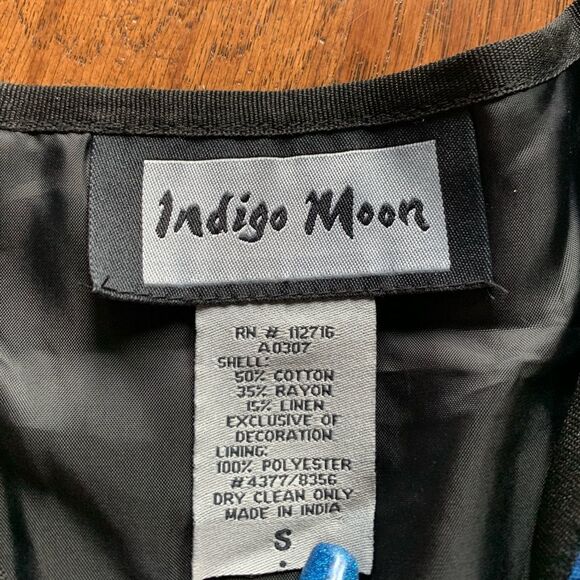 Indigo Moon
RN # 112716
A0307
SHELL:
50% COTTON
35% RAYON
15% LINEN
EXCLUSIVE OF
DECORATION
LINING:
100% POLYESTER
#4377/8356
DRY CLEAN ONLY
MADE IN INDIA
S